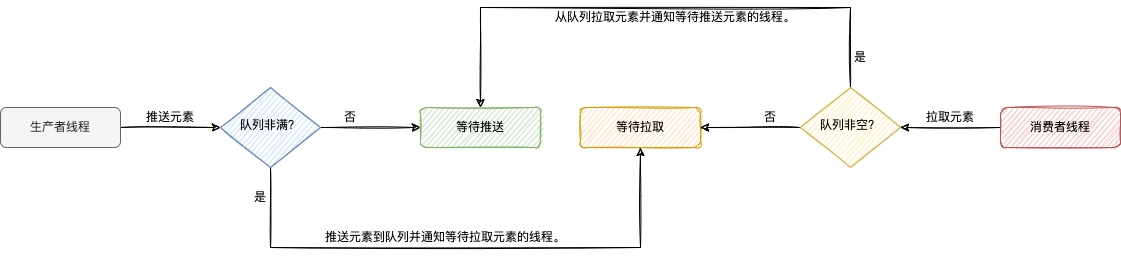 从队列拉取元素并通知等待推送元素的线程。
是
生产者线程
推送元素
队列非满?
否
等待推送
等待拉取
否
队列非空?
拉取元素
消费者线程
是
推送元素到队列并通知等待拉取元素的线程。